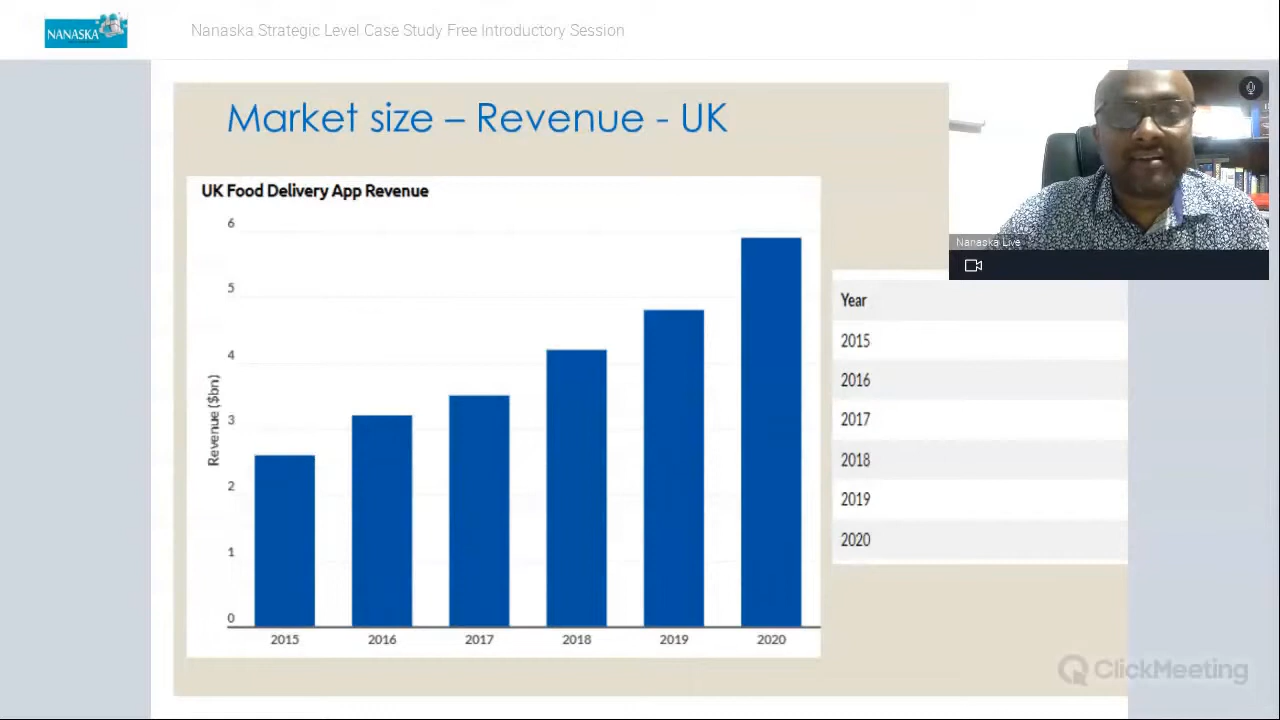 NANASKA
Nanaska Strategic Level Case Study Free Introductory Session
Market size – Revenue - UK
UK Food Delivery App Revenue
6
5
4
3
2
1
0
Revenue ($bn)
2015
2016
2017
2018
2019
2020
Nanaska Live
Year
2015
2016
2017
2018
2019
2020
ClickMeeting